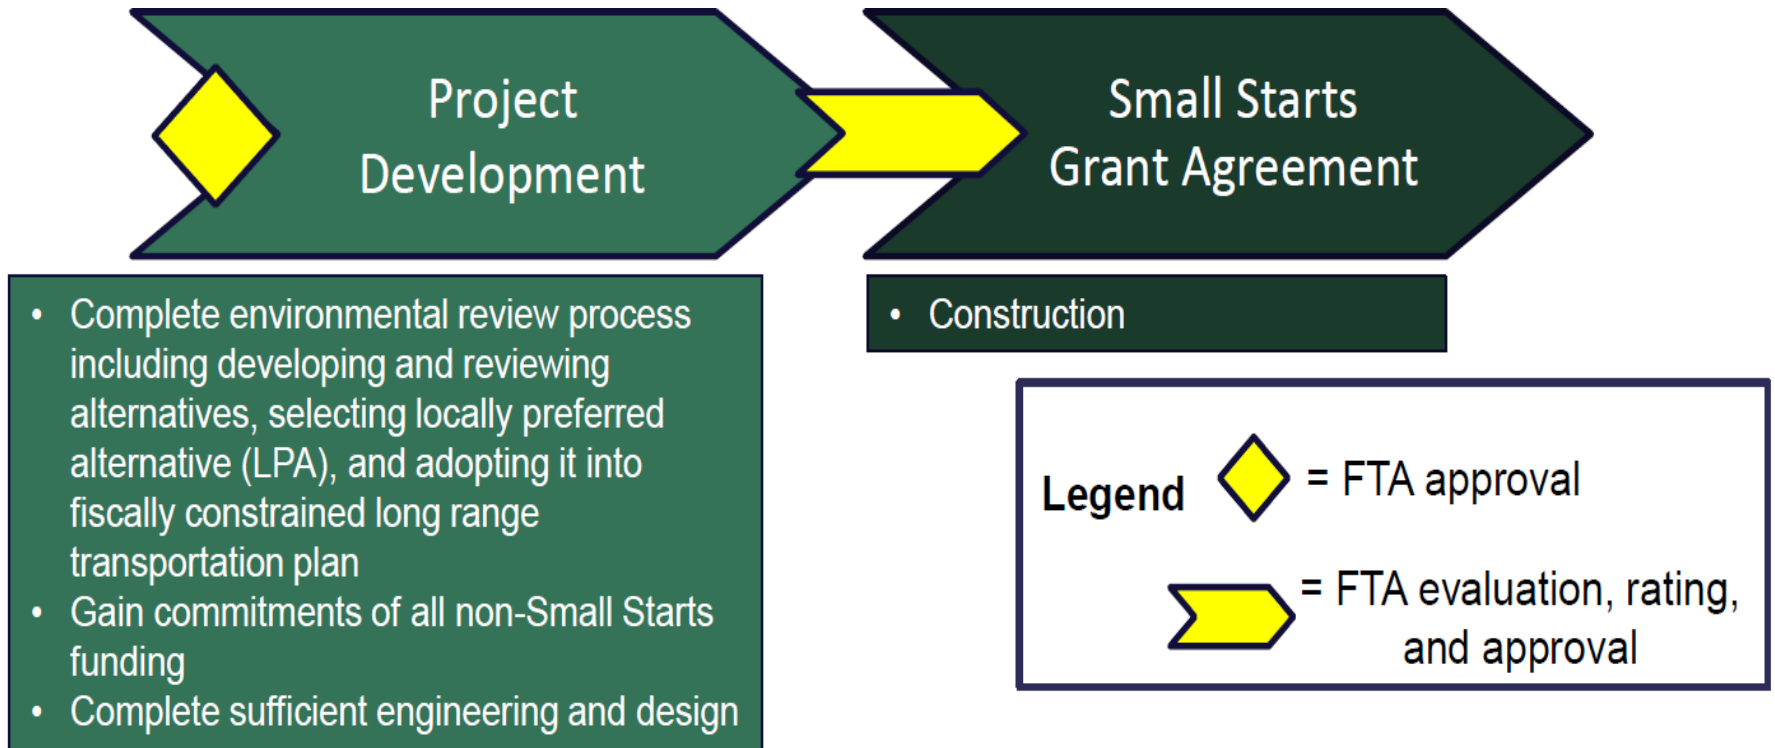 Project
Development
Small Starts
Grant Agreement
• Complete environmental review process
including developing and reviewing
alternatives, selecting locally preferred
alternative (LPA), and adopting it into
fiscally constrained long range
transportation plan
• Gain commitments of all non-Small Starts
funding
• Complete sufficient engineering and design
• Construction
Legend
= FTA approval
= FTA evaluation, rating,
and approval